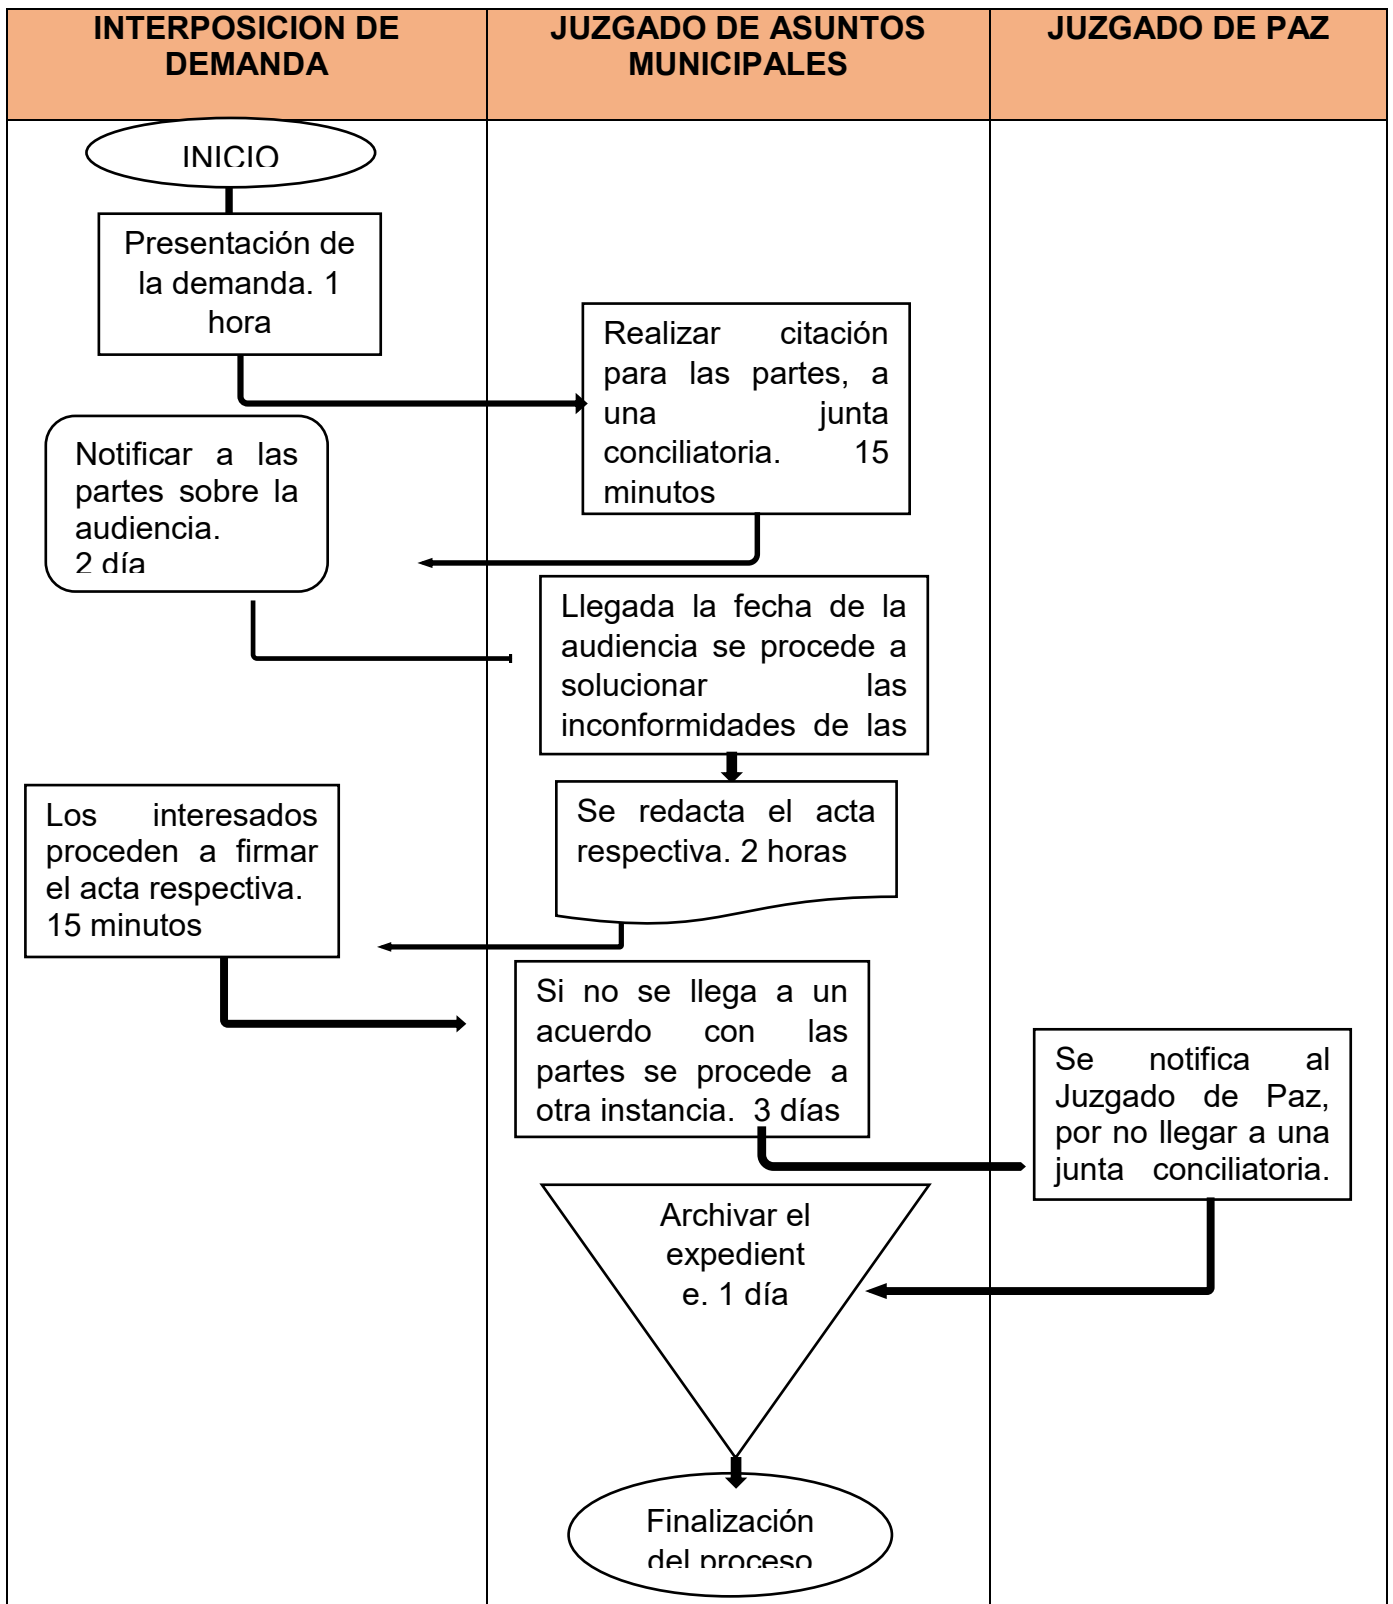 INTERPOSICION DE
DEMANDA
JUZGADO DE ASUNTOS
MUNICIPALES
JUZGADO DE PAZ
INICIO
Presentación de
la demanda. 1
hora
Realizar citación
para las partes, a
una junta
conciliatoria. 15
minutos
Notificar a las
partes sobre la
audiencia.
2 día
Llegada la fecha de la
audiencia se procede a
solucionar las
inconformidades de las
Se redacta el acta
respectiva. 2 horas
Los interesados
proceden a firmar
el acta respectiva.
15 minutos
Si no se llega a un
acuerdo con las
partes se procede a
otra instancia. 3 días
Se notifica al
Juzgado de Paz,
por no llegar a una
junta conciliatoria.
Archivar el
expedient
e. 1 día
Finalización
del proceso